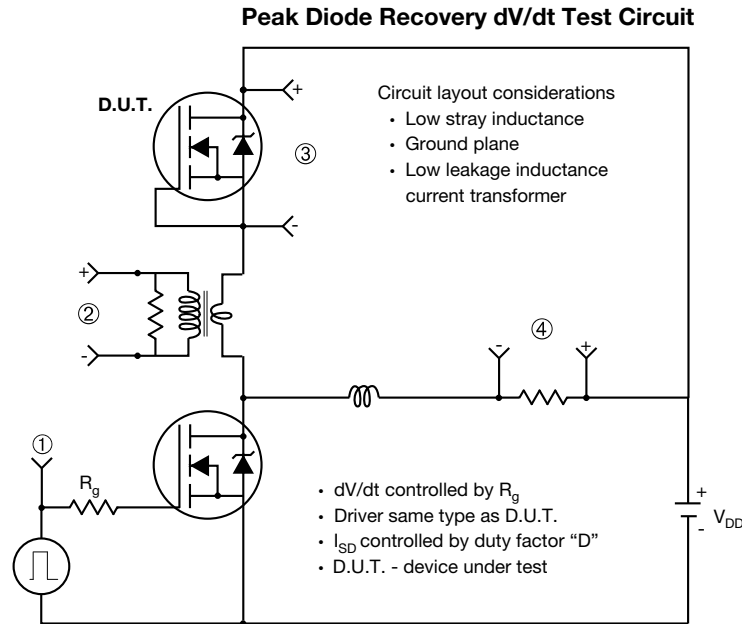 Peak Diode Recovery dV/dt Test Circuit
D.U.T.
+
Circuit layout considerations
• Low stray inductance
• Ground plane
• Low leakage inductance
current transformer
③
-
+
②
-
-
④
+
①
Rg
• dV/dt controlled by Rg
• Driver same type as D.U.T.
• ISD controlled by duty factor “D”
• D.U.T. - device under test
+
VDD
-